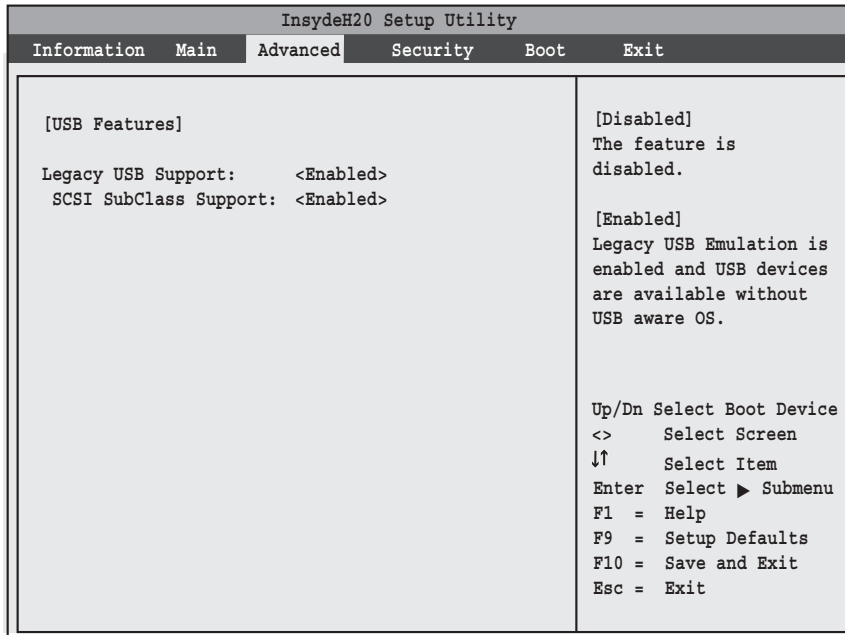 InsydeH20 Setup Utility
Information Main Advanced Security Boot Exit
[USB Features]
Legacy USB Support: <Enabled>
SCSI SubClass Support: <Enabled>
[Disabled]
The feature is
disabled.
[Enabled]
Legacy USB Emulation is
enabled and USB devices
are available without
USB aware OS.
Up/Dn Select Boot Device
<> Select Screen
↓↑ Select Item
Enter Select ▶ Submenu
F1 = Help
F9 = Setup Defaults
F10 = Save and Exit
Esc = Exit